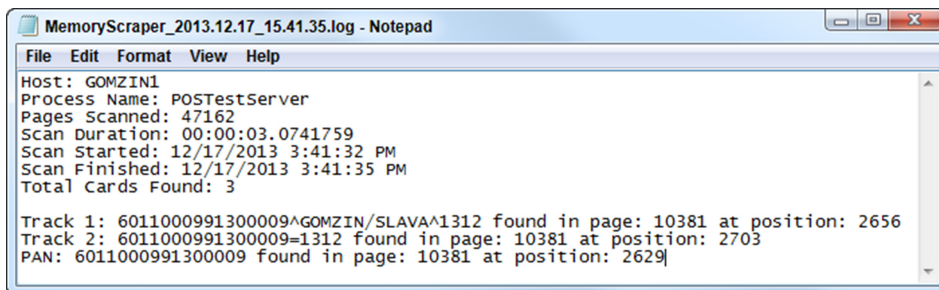 MemoryScraper_2013.12.17_15.41.35.log - Notepad
File Edit Format View Help
Host: GOMZIN1
Process Name: POSTestServer
Pages Scanned: 47162
Scan Duration: 00:00:03.0741759
Scan Started: 12/17/2013 3:41:32 PM
Scan Finished: 12/17/2013 3:41:35 PM
Total Cards Found: 3
Track 1: 6011000991300009^GOMZIN/SLAVA^1312 found in page: 10381 at position: 2656
Track 2: 6011000991300009=1312 found in page: 10381 at position: 2703
PAN: 6011000991300009 found in page: 10381 at position: 2629